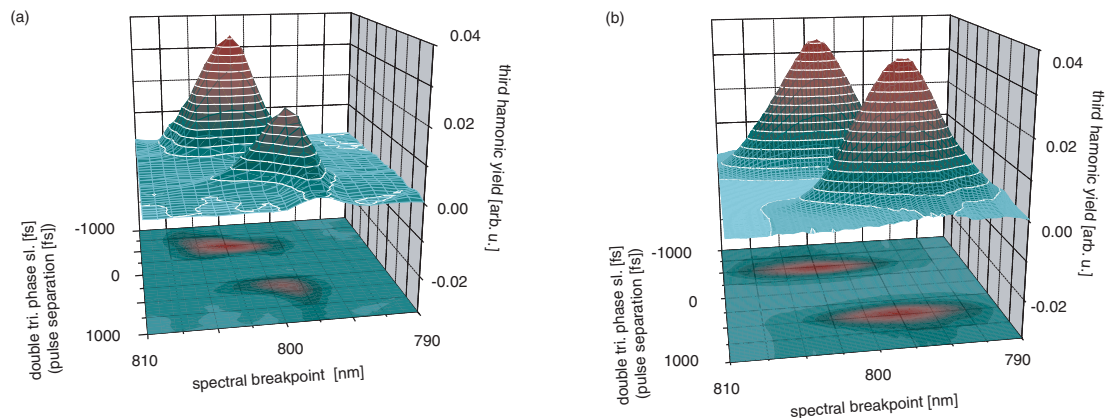 (a)
0.04
0.02
0.00
-0.02
third hamonic yield [arb. u.]
-1000
0
1000
double tri. phase sl. [fs]
(pulse separation [fs])
810
800
790
spectral breakpoint [nm]
(b)
0.04
0.02
0.00
-0.02
third hamonic yield [arb. u.]
-1000
0
1000
double tri. phase sl. [fs]
(pulse separation [fs])
810
800
790
spectral breakpoint [nm]